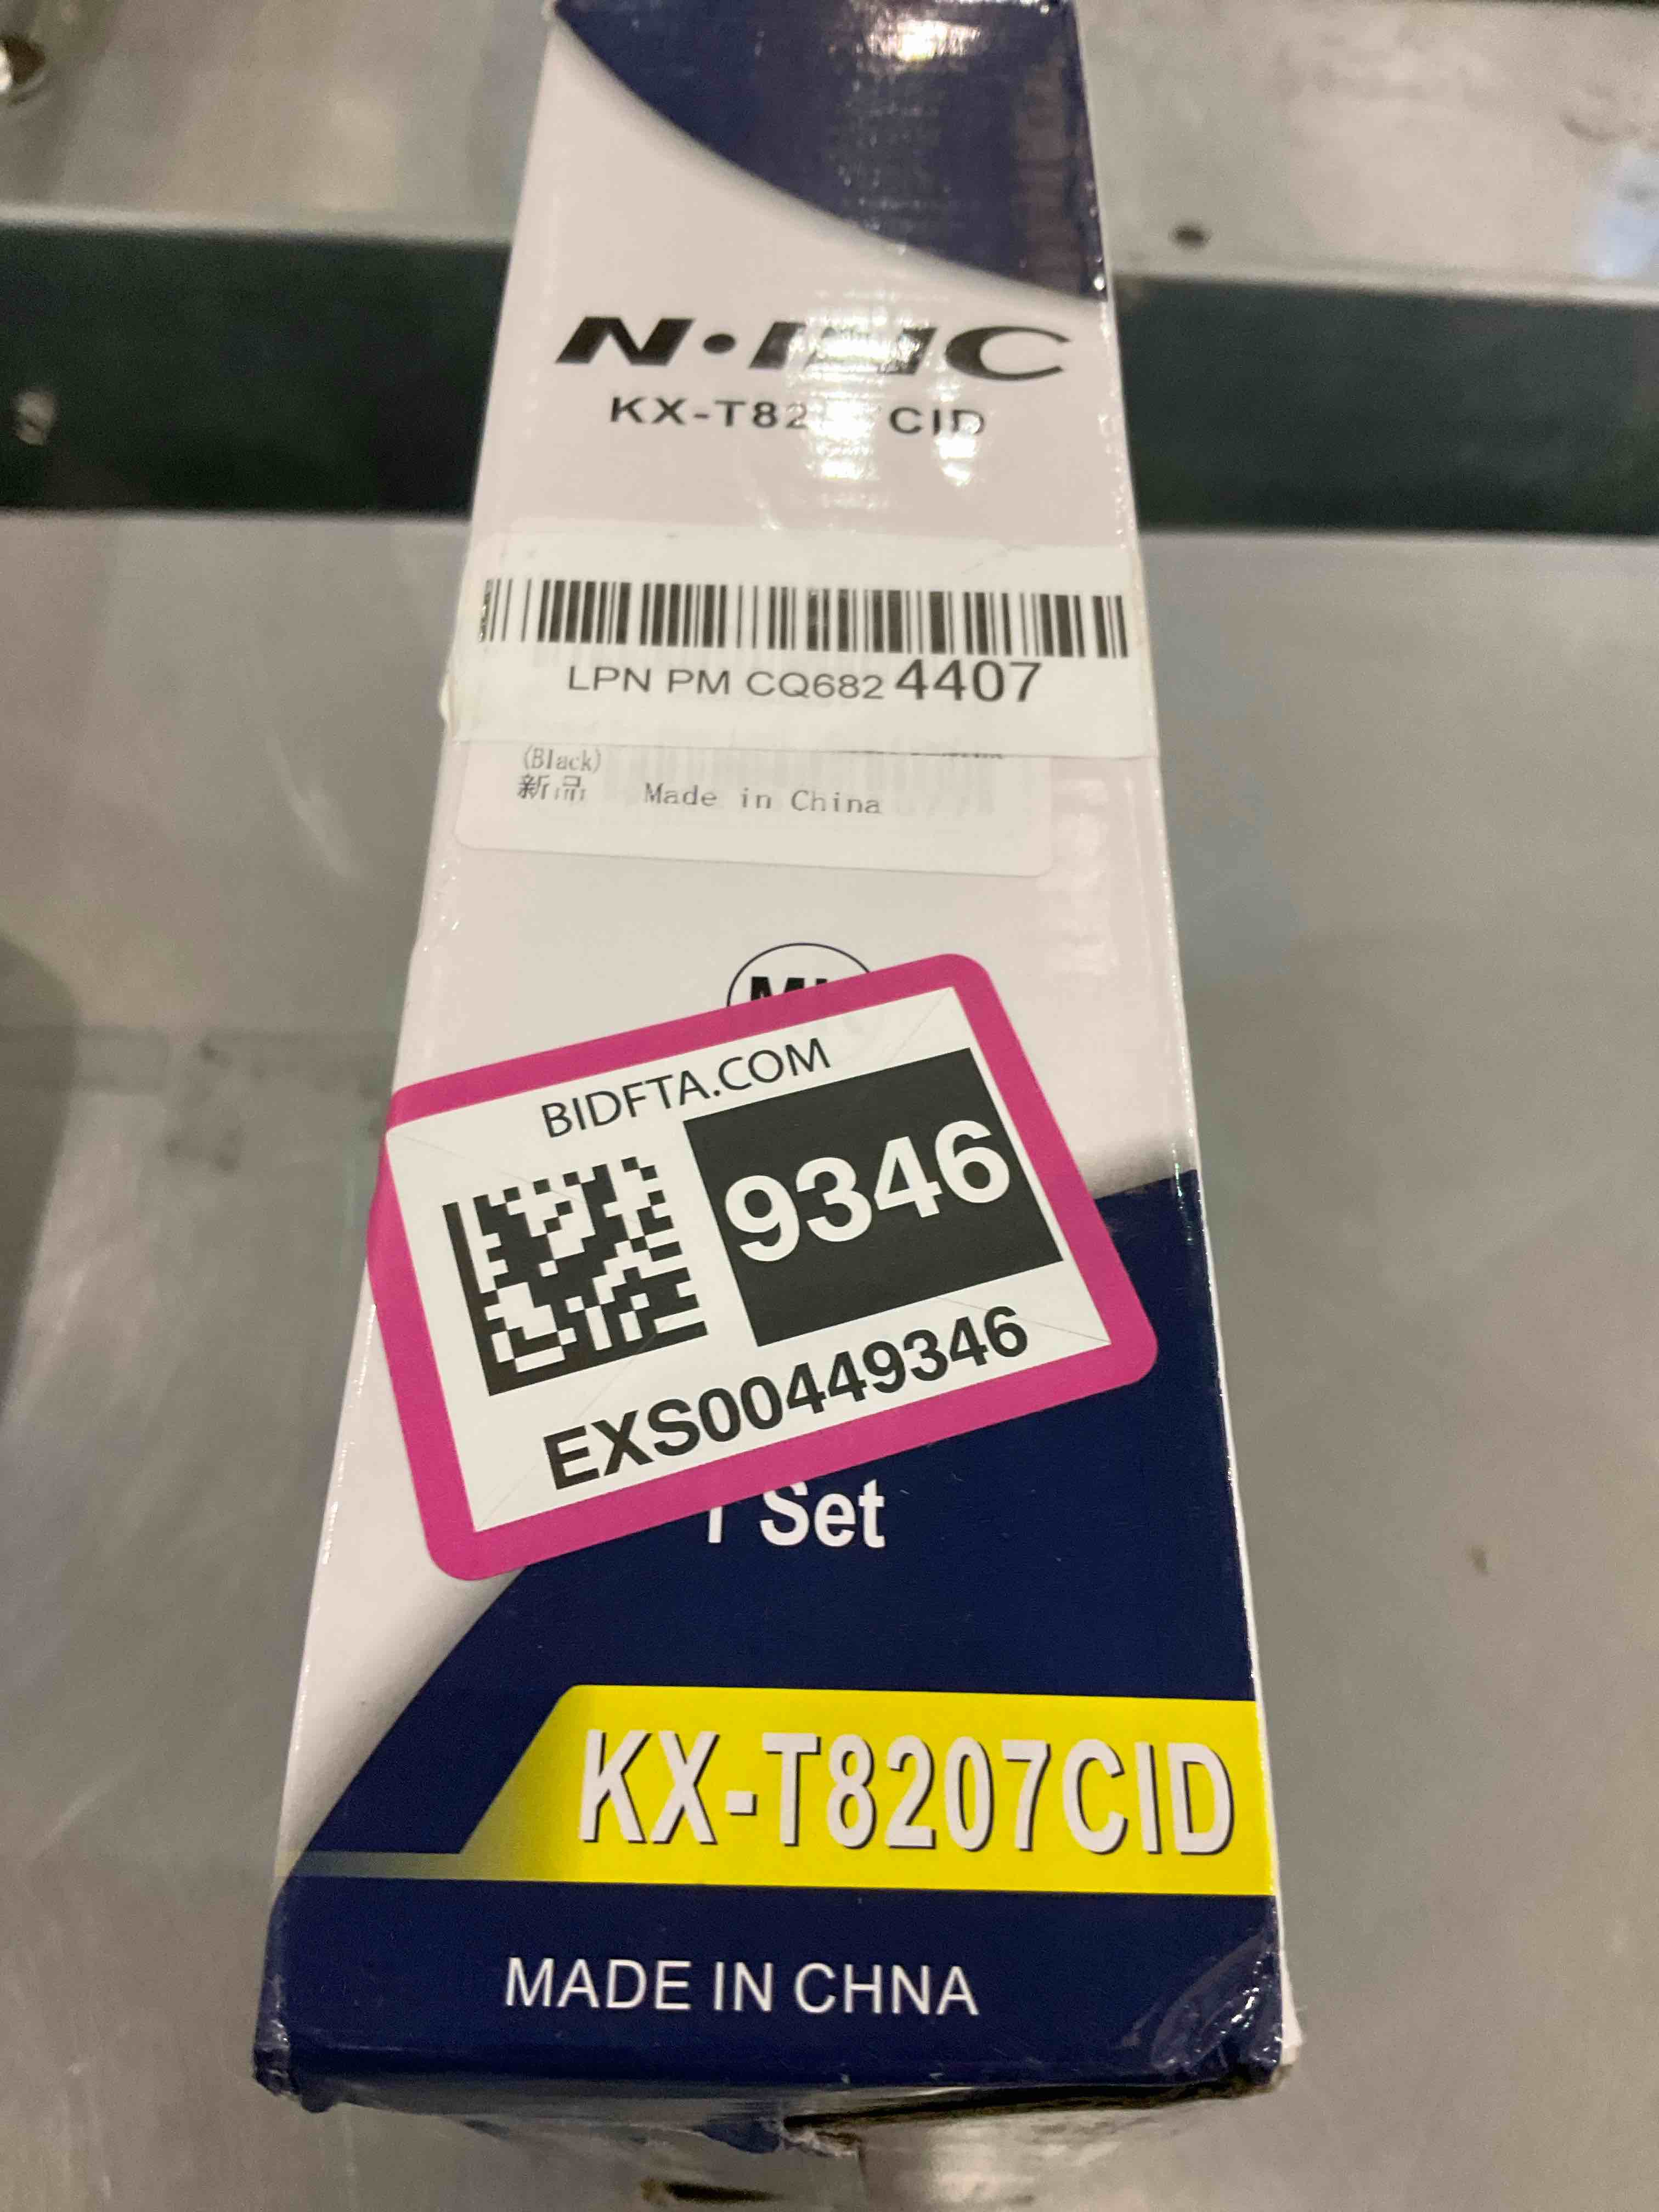 KX-T82 CID
LPN PM CQ682 4407
(Black)
新品 Made in China
BIDFTA.COM
9346
EXS00449346
1 Set
KX-T8207CID
MADE IN CHNA